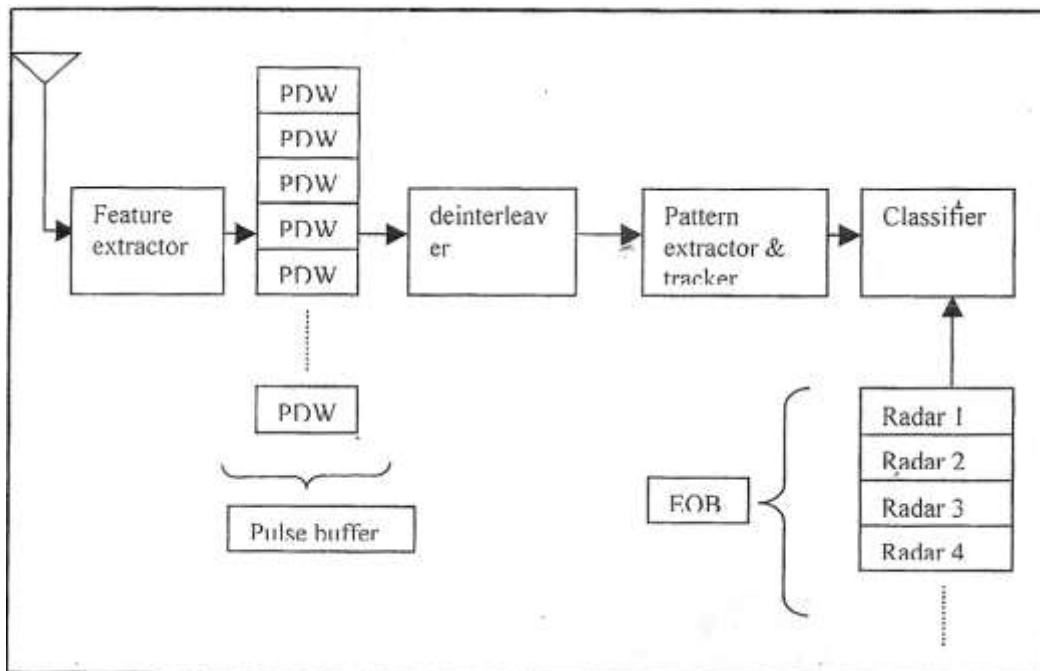 PDW
PDW
PDW
PDW
PDW
PDW
Pulse buffer
Feature
extractor
deinterleav
er
Pattern
extractor &
tracker
Classifier
EOB
Radar 1
Radar 2
Radar 3
Radar 4